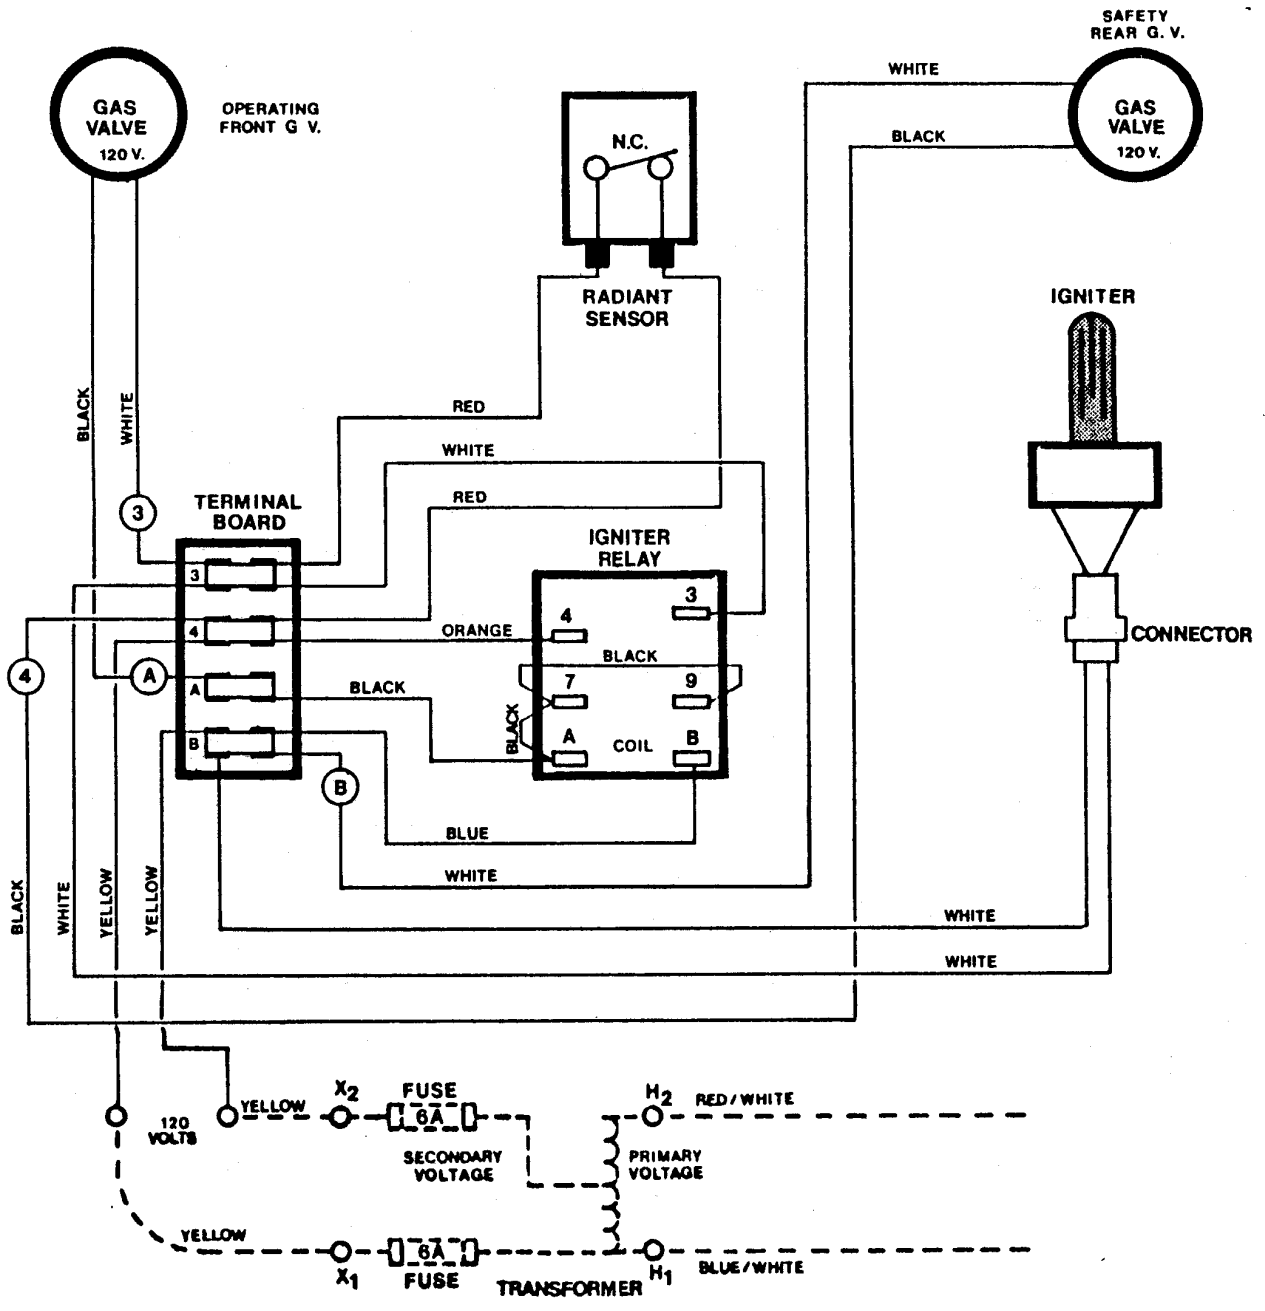 SAFETY
REAR G. V.
WHITE
GAS
VALVE
120 V.
OPERATING
FRONT G V.
N.C.
BLACK
GAS
VALVE
120 V.
RADIANT
SENSOR
IGNITER
BLACK
WHITE
RED
WHITE
RED
3
TERMINAL
BOARD
IGNITER
RELAY
3
4
3
4
ORANGE
CONNECTOR
BLACK
4
A
A
BLACK
7
9
BLACK
A
COIL
B
B
B
BLUE
WHITE
BLACK
WHITE
YELLOW
YELLOW
WHITE
WHITE
X2
FUSE
H2
YELLOW
6A
RED/WHITE
120
VOLTS
SECONDARY
VOLTAGE
PRIMARY
VOLTAGE
YELLOW
6A
X1
FUSE
TRANSFORMER
H1
BLUE/WHITE